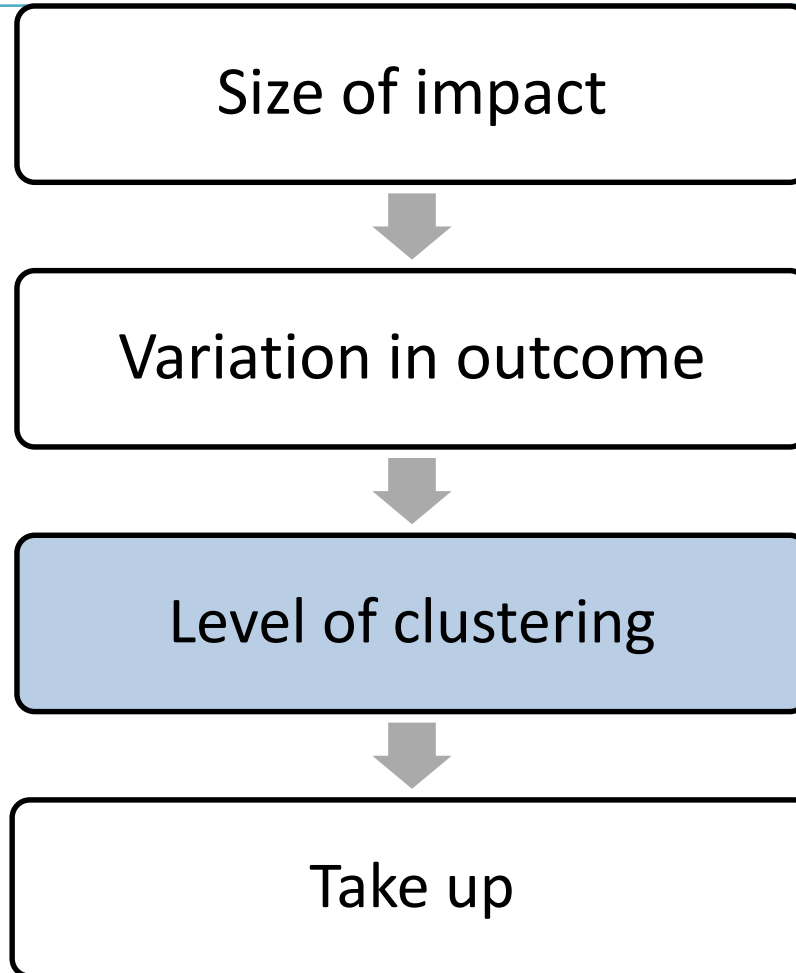 Size of impact
Variation in outcome
Level of clustering
Take up